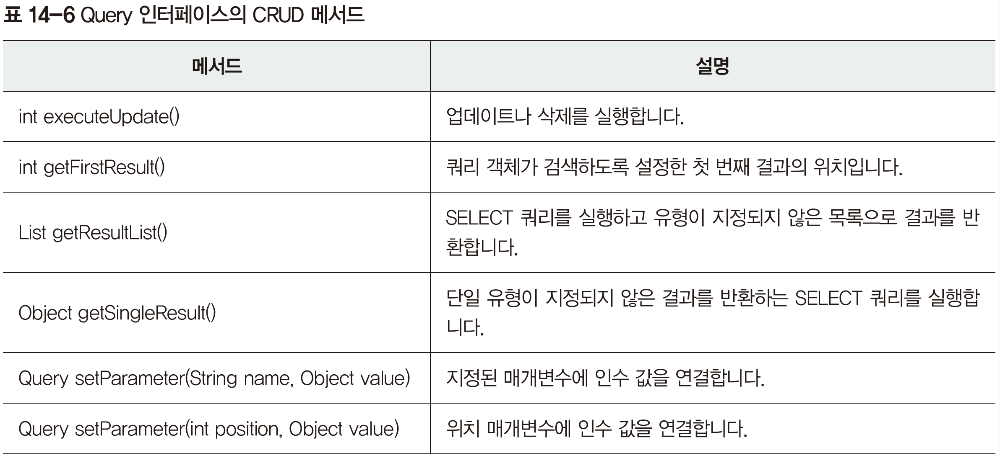 표 14-6 Query 인터페이스의 CRUD 메서드
메서드
설명
int executeUpdate()
업데이트나 삭제를 실행합니다.
int getFirstResult()
쿼리 객체가 검색하도록 설정한 첫 번째 결과의 위치입니다.
List getResultList()
SELECT 쿼리를 실행하고 유형이 지정되지 않은 목록으로 결과를 반
환합니다.
Object getSingleResult()
단일 유형이 지정되지 않은 결과를 반환하는 SELECT 쿼리를 실행합
니다.
Query setParameter(String name, Object value)
지정된 매개변수에 인수 값을 연결합니다.
Query setParameter(int position, Object value)
위치 매개변수에 인수 값을 연결합니다.